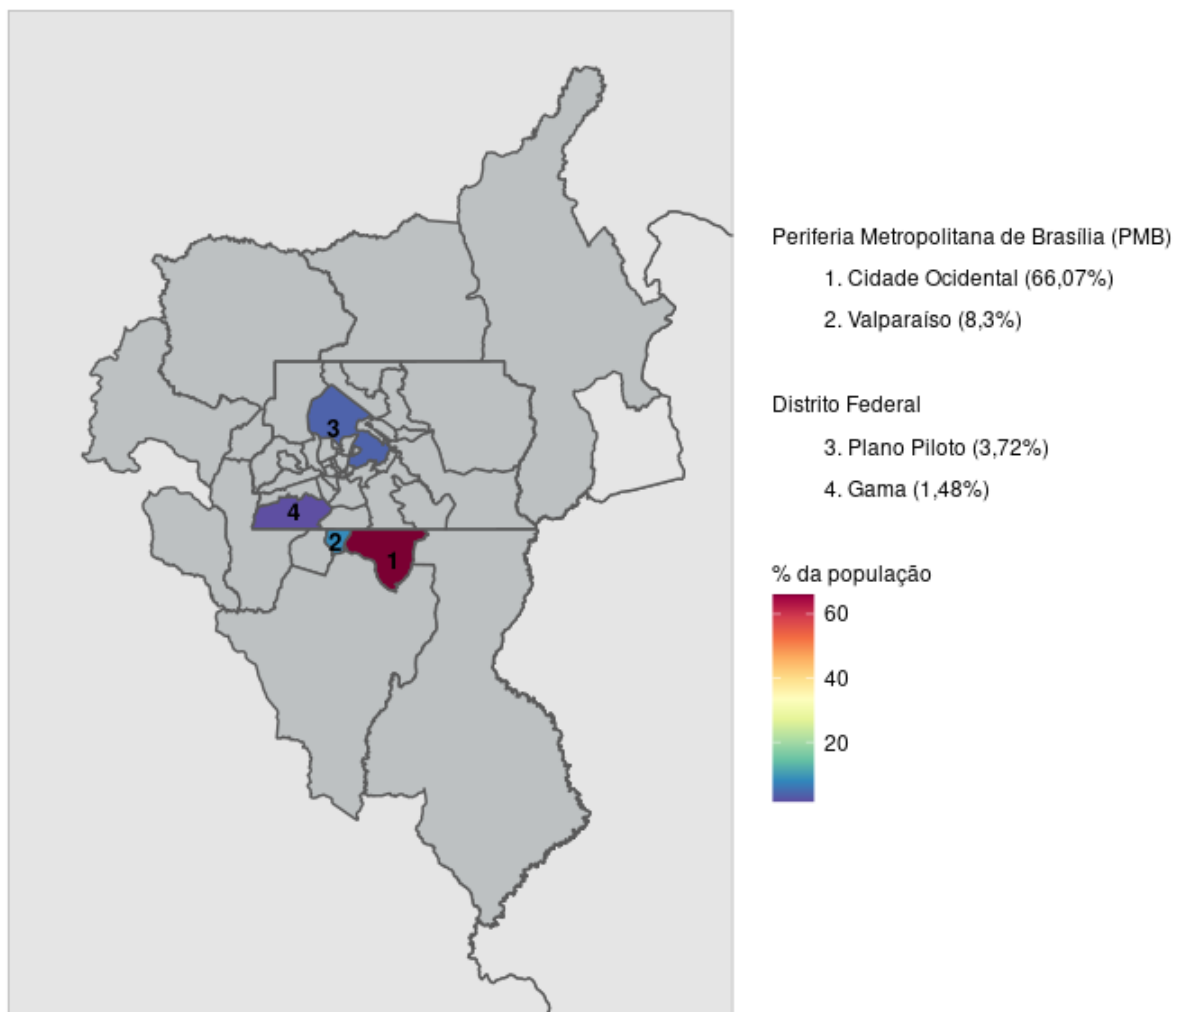 Periferia Metropolitana de Brasília (PMB)
1. Cidade Ocidental (66,07%)
2. Valparaíso (8,3%)
Distrito Federal
3. Plano Piloto (3,72%)
4. Gama (1,48%)
% da população
60
40
20
3
4
2
1